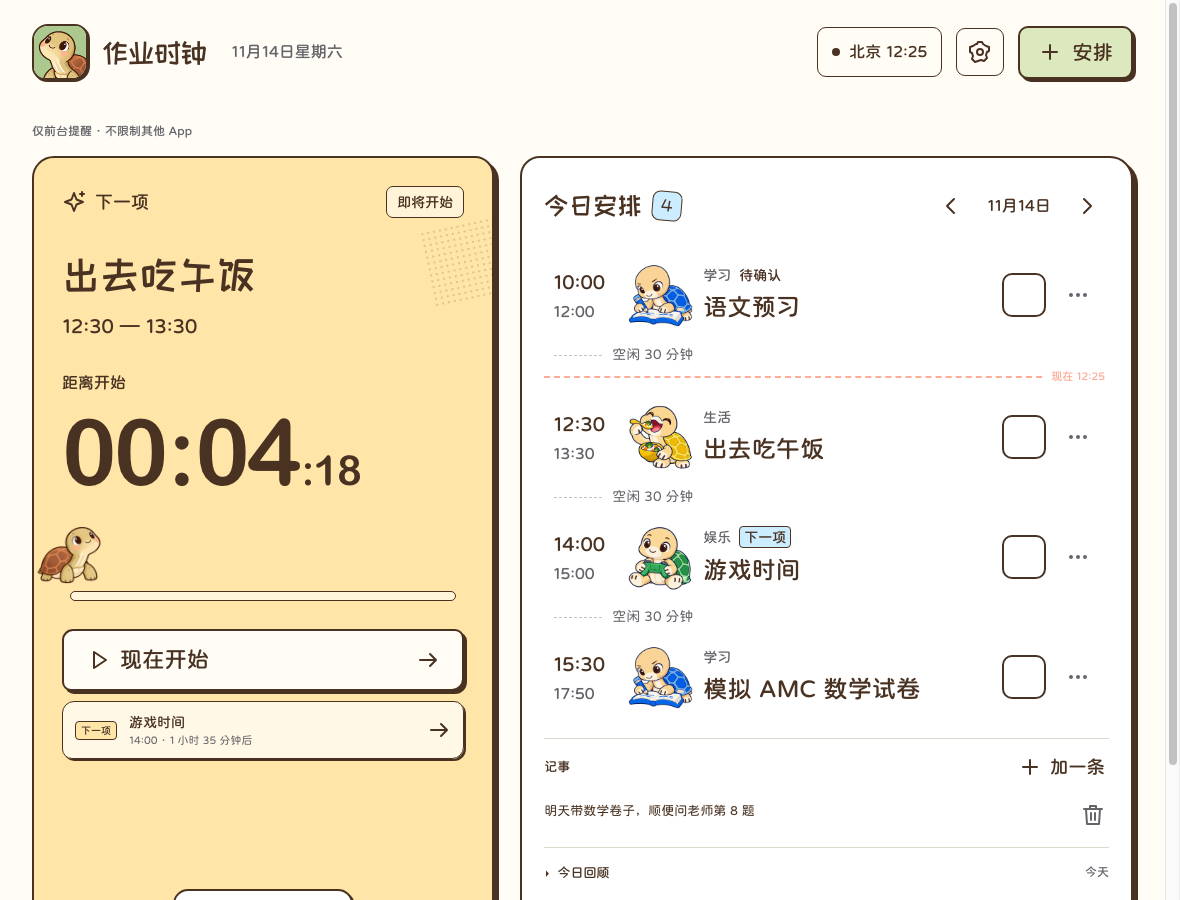 作业时钟
11月14日星期六
北京 12:25
安排
仅前台提醒 · 不限制其他 App
下一项
即将开始
出去吃午饭
12:30 — 13:30
距离开始
00:04:18
现在开始
下一项
游戏时间
14:00 · 1 小时 35 分钟后
今日安排 4
11月14日
10:00
12:00
学习 待确认
语文预习
空闲 30 分钟
现在 12:25
12:30
13:30
生活
出去吃午饭
空闲 30 分钟
14:00
15:00
娱乐 下一项
游戏时间
空闲 30 分钟
15:30
17:50
学习
模拟 AMC 数学试卷
记事
加一条
明天带数学卷子，顺便问老师第 8 题
今日回顾
今天